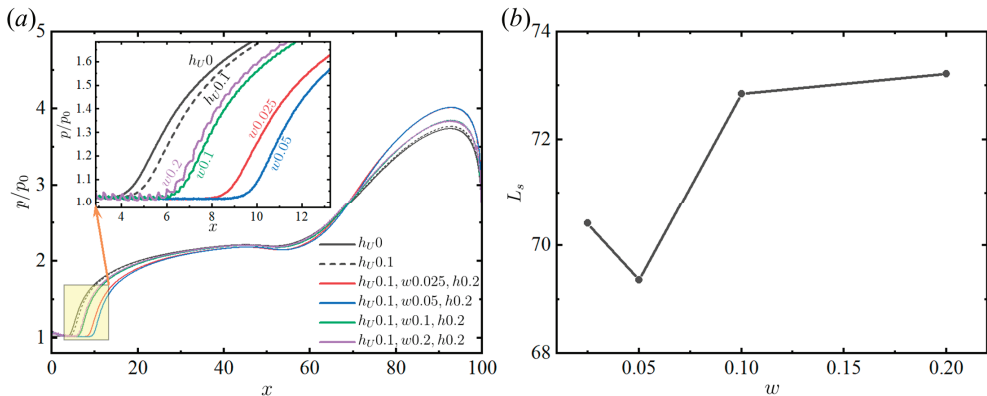 (a)
5
4
3
2
1
p/p0
0
20
40
60
80
100
x
1.6
1.5
1.4
1.3
1.2
1.1
1.0
p/p0
4
6
8
10
12
x
hU0
hU0.1
w0.2
w0.1
w0.025
w0.05
hU0
hU0.1
hU0.1, w0.025, h0.2
hU0.1, w0.05, h0.2
hU0.1, w0.1, h0.2
hU0.1, w0.2, h0.2
(b)
74
72
70
68
Ls
0.05
0.10
0.15
0.20
w